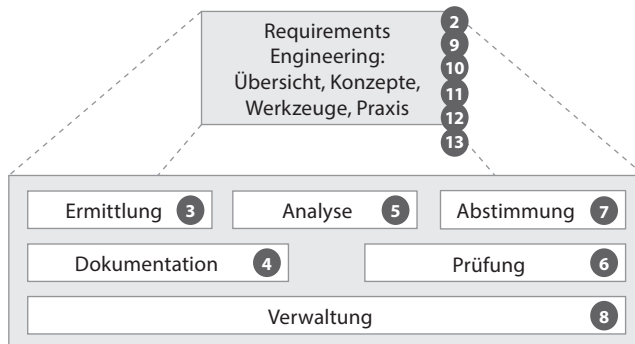 Requirements
Engineering:
Übersicht, Konzepte,
Werkzeuge, Praxis
2
9
10
11
12
13
Ermittlung 3
Analyse 5
Abstimmung 7
Dokumentation 4
Prüfung 6
Verwaltung 8